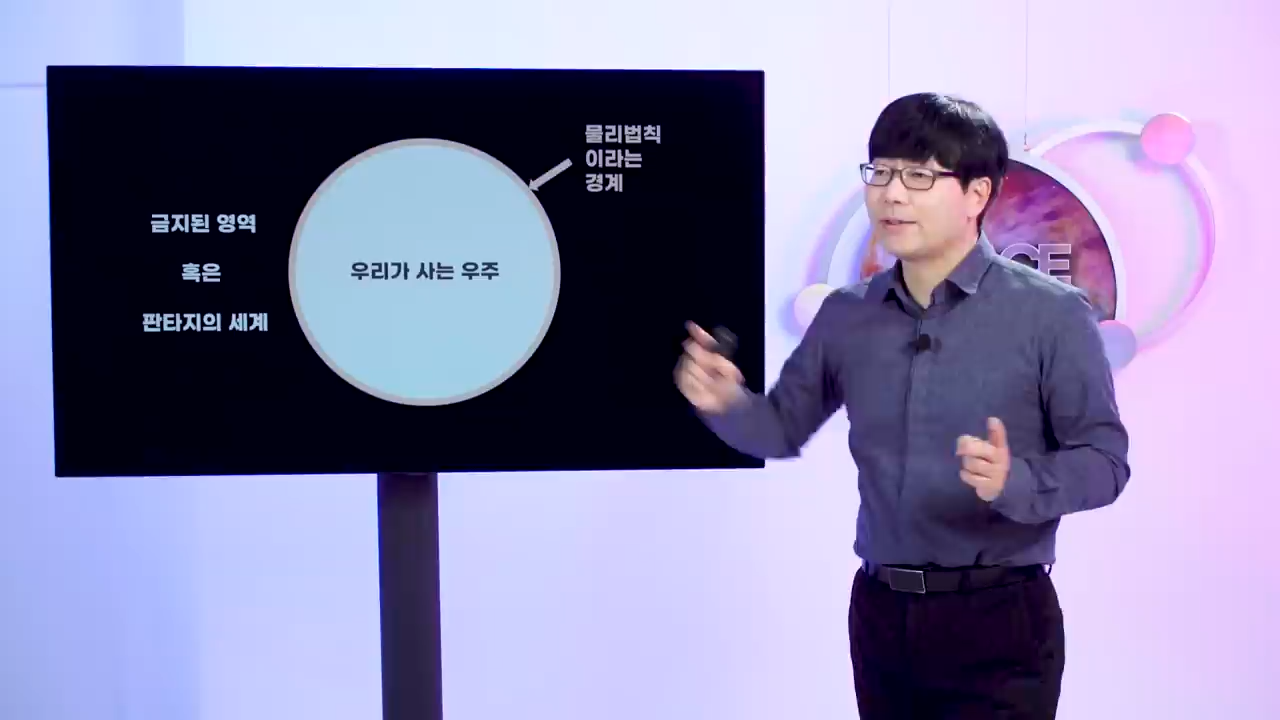 물리법칙
이라는
경계
금지된 영역
혹은
판타지의 세계
우리가 사는 우주